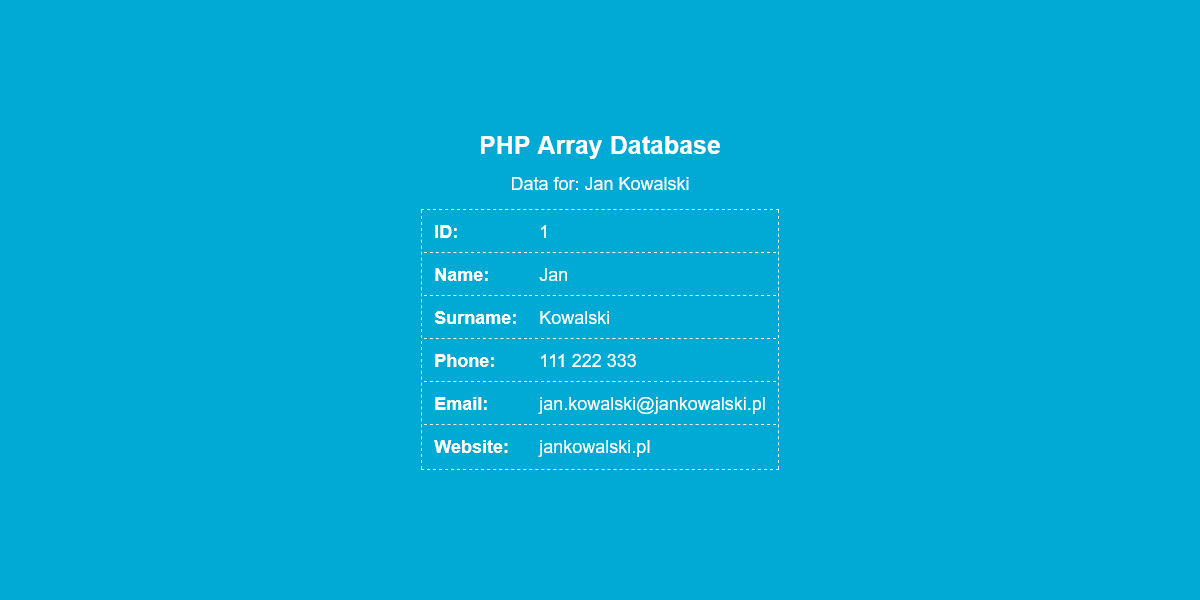 PHP Array Database
Data for: Jan Kowalski
ID: 1
Name: Jan
Surname: Kowalski
Phone: 111 222 333
Email: jan.kowalski@jankowalski.pl
Website: jankowalski.pl